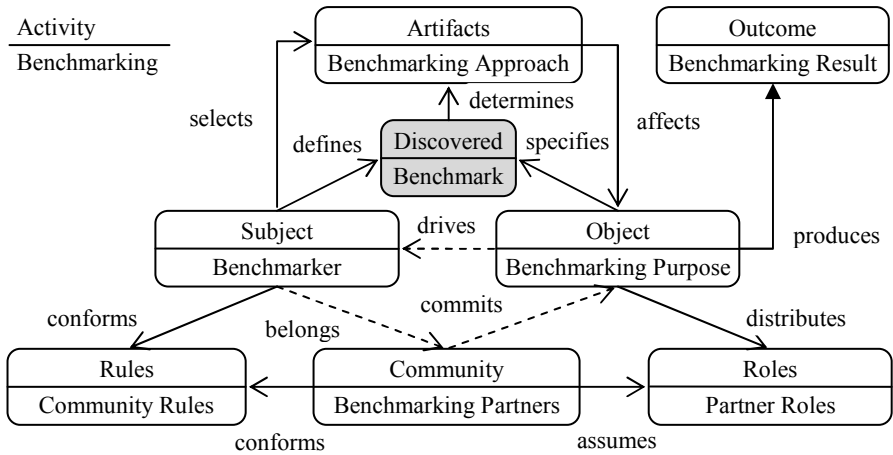 Activity
Benchmarking
Artifacts
Benchmarking Approach
Outcome
Benchmarking Result
determines
selects
defines
Discovered
Benchmark
specifies
affects
Subject
Benchmarker
drives
Object
Benchmarking Purpose
produces
conforms
belongs
commits
distributes
Rules
Community Rules
Community
Benchmarking Partners
Roles
Partner Roles
conforms
assumes